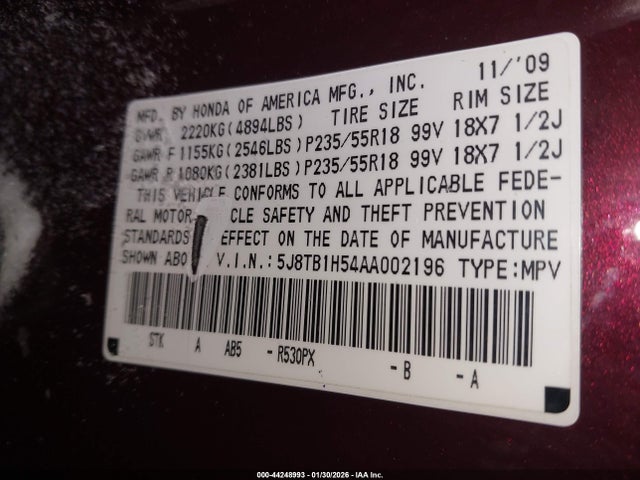 11/'09
MFD. BY HONDA OF AMERICA MFG., INC.
GVWR 2220KG(4894LBS) TIRE SIZE RIM SIZE
GAWR F 1155KG(2546LBS)P235/55R18 99V 18X7 1/2J
GAWR R 1080KG(2381LBS)P235/55R18 99V 18X7 1/2J
THIS VEHICLE CONFORMS TO ALL APPLICABLE FEDE-
RAL MOTOR CLE SAFETY AND THEFT PREVENTION
STANDARDS EFFECT ON THE DATE OF MANUFACTURE
SHOWN ABO V.I.N.:5J8TB1H54AA002196 TYPE:MPV
STK A AB5 -R530PX -B -A
000-44248993 - 01/30/2026 - IAA Inc.